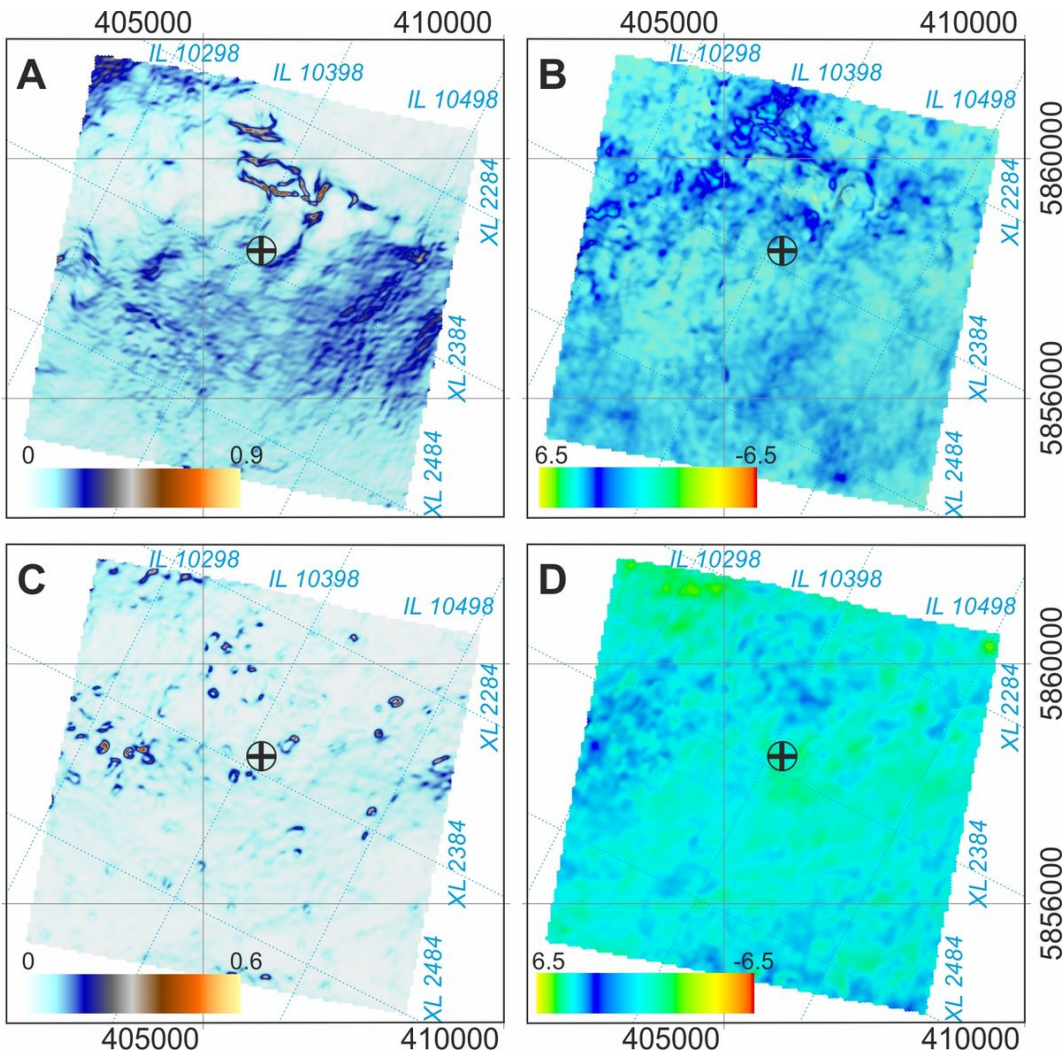 405000 410000 405000 410000
A IL 10298 IL 10398 IL 10498 XL 2284 XL 2384 XL 2484 0 0.9
B IL 10298 IL 10398 IL 10498 XL 2284 XL 2384 XL 2484 6.5 -6.5
5860000
5856000
C IL 10298 IL 10398 IL 10498 XL 2284 XL 2384 XL 2484 0 0.6
D IL 10298 IL 10398 IL 10498 XL 2284 XL 2384 XL 2484 6.5 -6.5
5860000
5856000
405000 410000 405000 410000